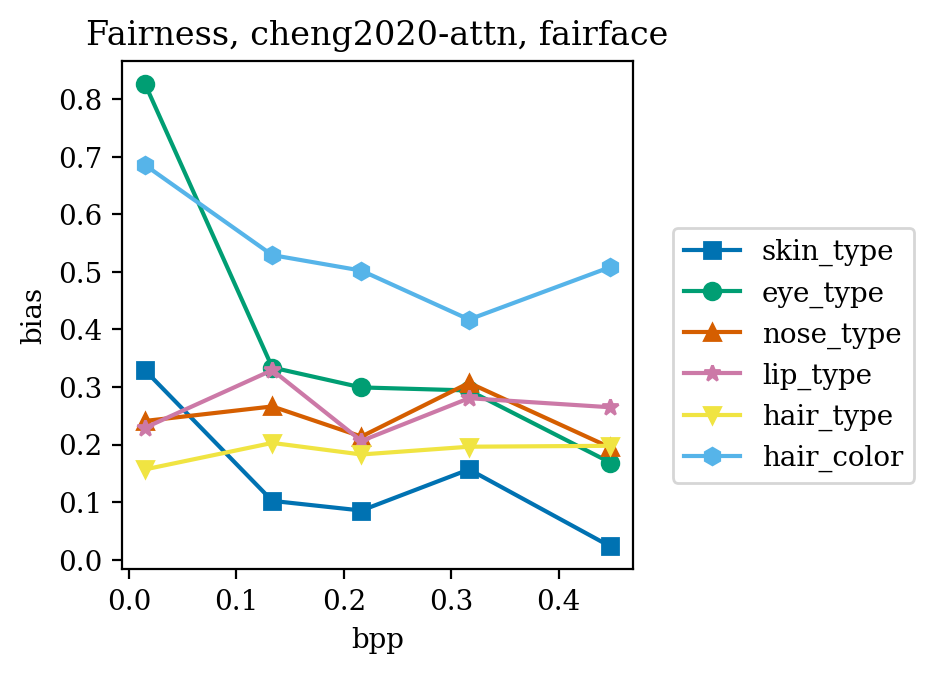 Fairness, cheng2020-attn, fairface
0.8
0.7
0.6
0.5
0.4
0.3
0.2
0.1
0.0
bias
0.0 0.1 0.2 0.3 0.4
bpp
skin_type
eye_type
nose_type
lip_type
hair_type
hair_color